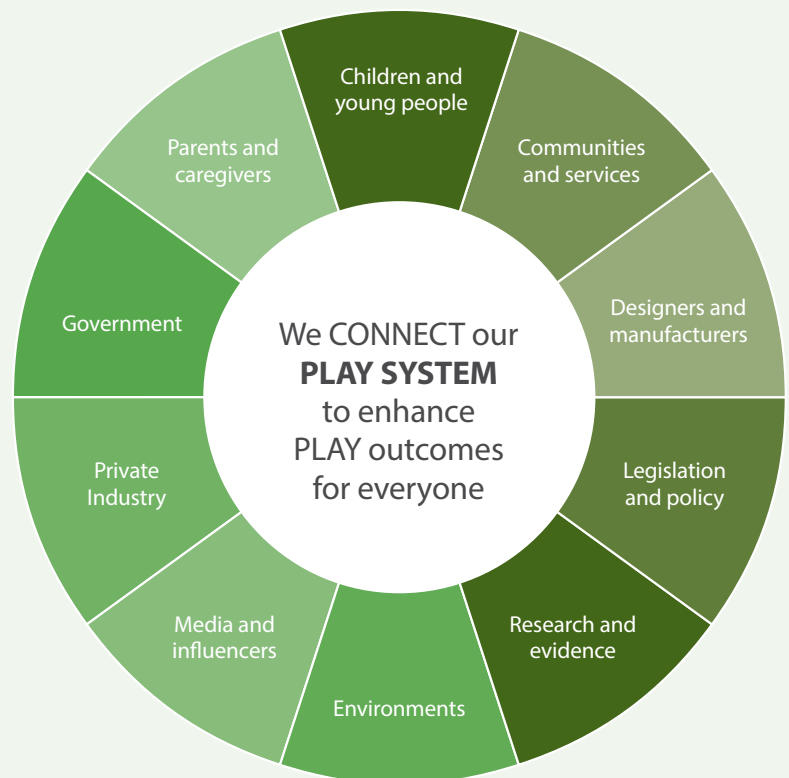 Children and
young people
Communities
and services
Designers and
manufacturers
Legislation
and policy
Research and
evidence
Environments
Media and
influencers
Private
Industry
Government
Parents and
caregivers
We CONNECT our
PLAY SYSTEM
to enhance
PLAY outcomes
for everyone